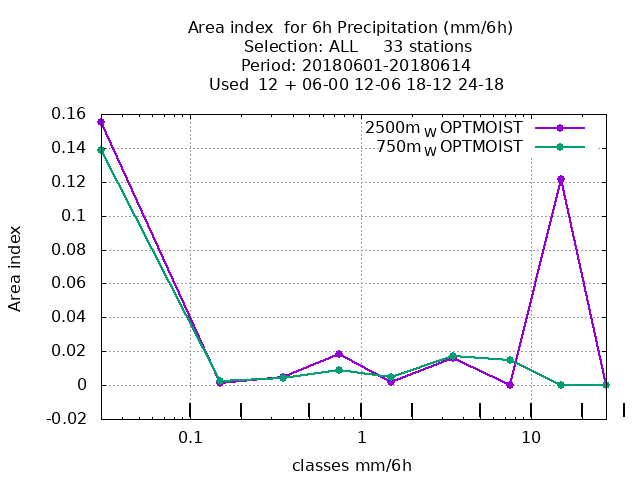 Area index  for 6h Precipitation (mm/6h)
Selection: ALL     33 stations
Period: 20180601-20180614
Used  12 + 06-00 12-06 18-12 24-18
2500m W OPTMOIST
750m W OPTMOIST
0.16
0.14
0.12
0.1
0.08
0.06
0.04
0.02
0
-0.02
Area index
0.1 1 10
classes mm/6h